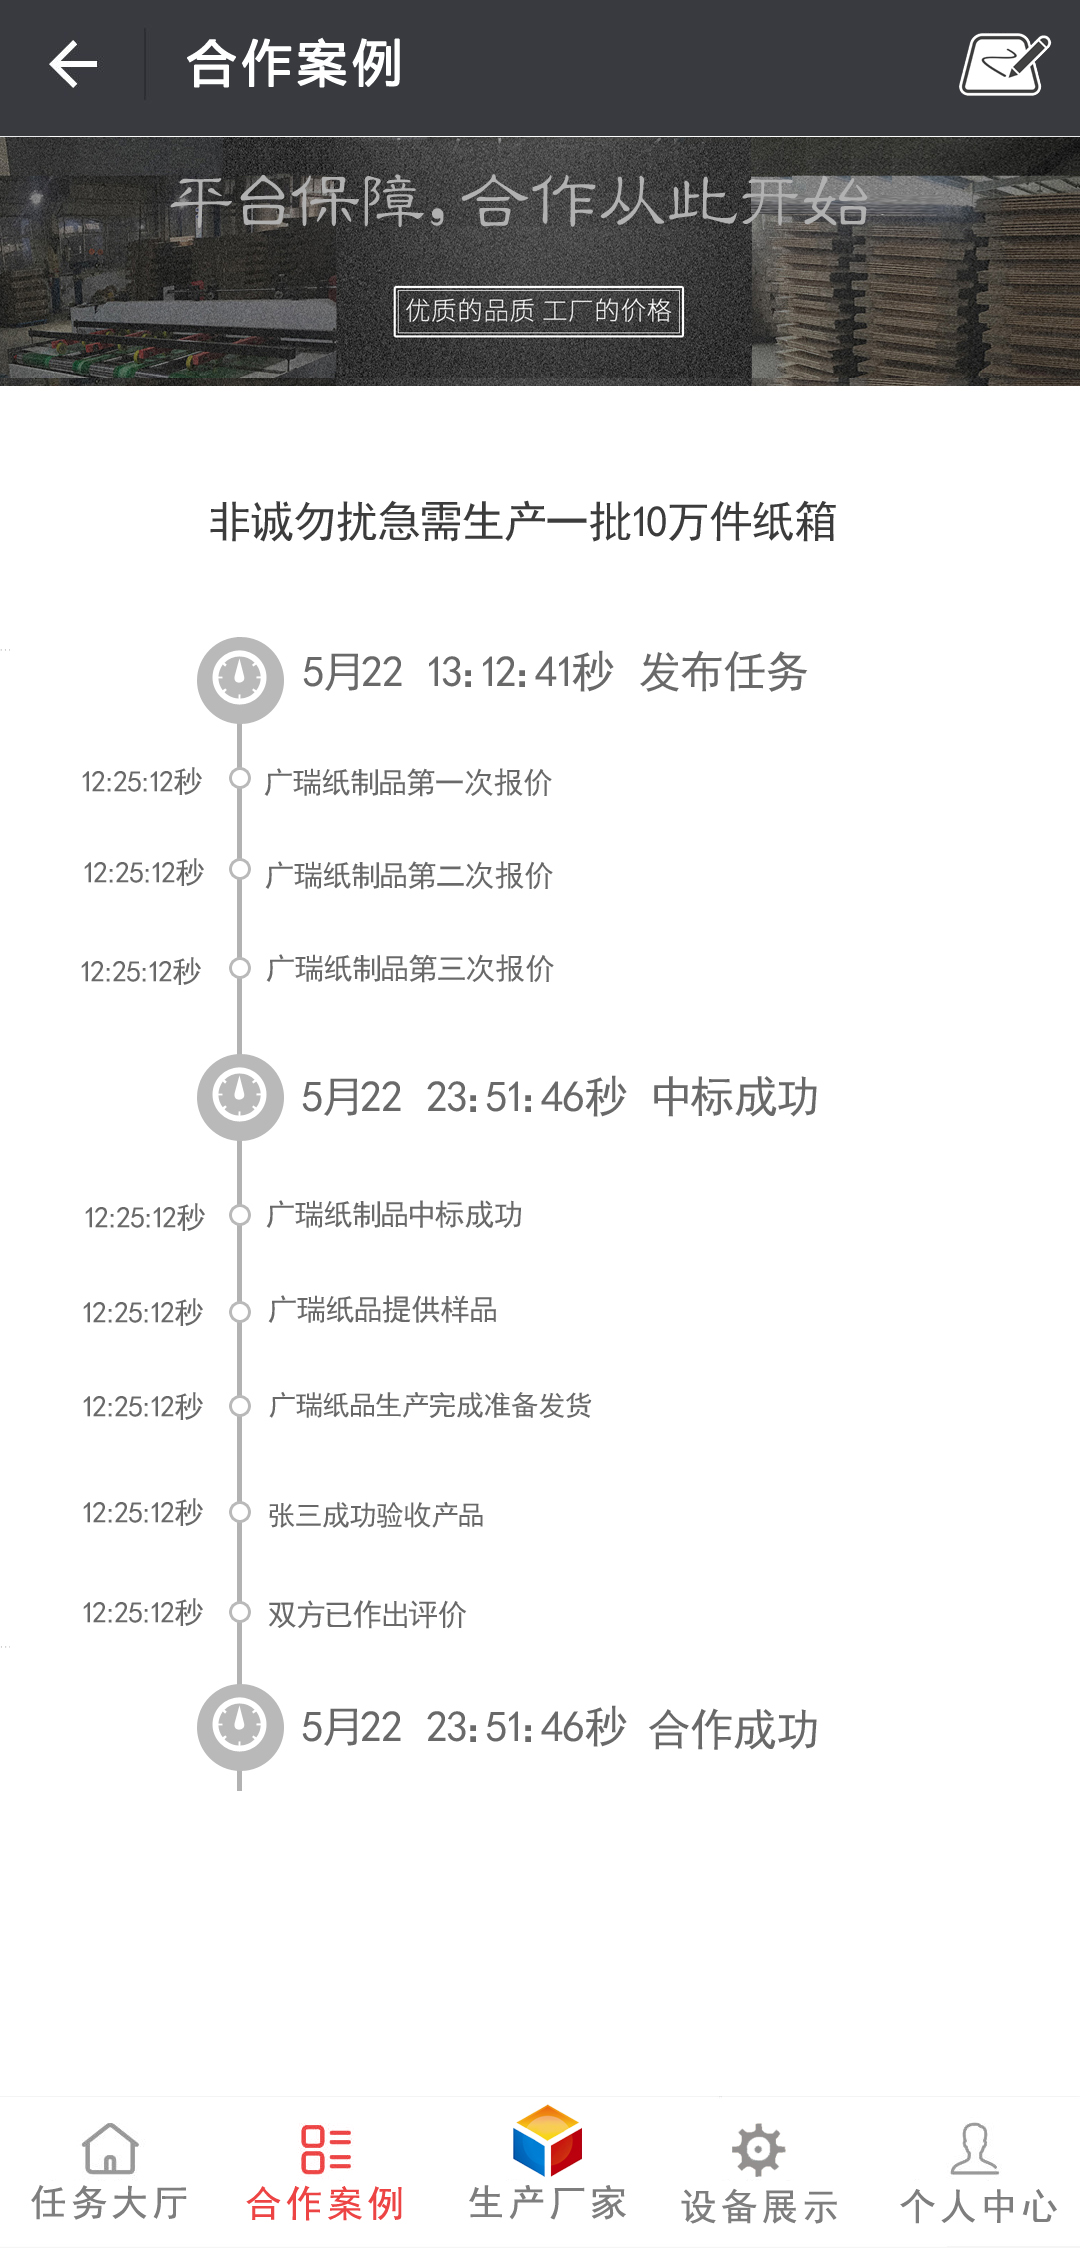 合作案例
平台保障，合作从此开始
优质的品质 工厂的价格
非诚勿扰急需生产一批10万件纸箱
5月22 13:12:41秒 发布任务
12:25:12秒 广瑞纸制品第一次报价
12:25:12秒 广瑞纸制品第二次报价
12:25:12秒 广瑞纸制品第三次报价
5月22 23:51:46秒 中标成功
12:25:12秒 广瑞纸制品中标成功
12:25:12秒 广瑞纸品提供样品
12:25:12秒 广瑞纸品生产完成准备发货
12:25:12秒 张三成功验收产品
12:25:12秒 双方已作出评价
5月22 23:51:46秒 合作成功
任务大厅 合作案例 生产厂家 设备展示 个人中心